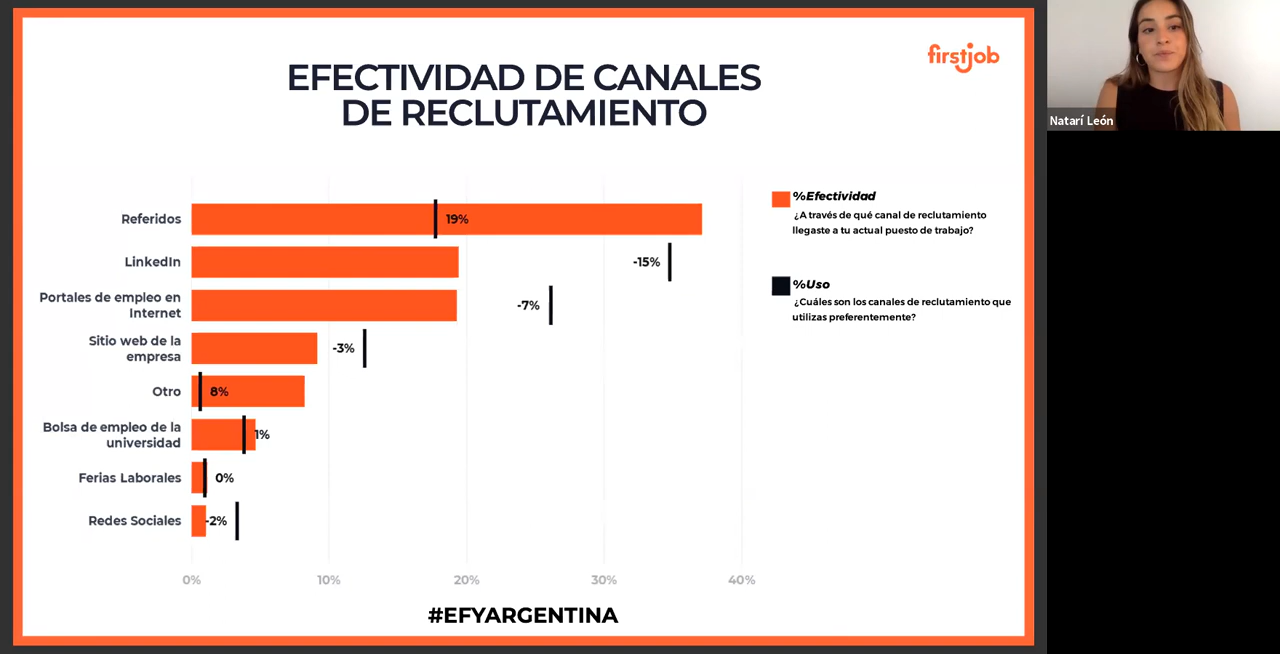 firstjob
EFECTIVIDAD DE CANALES
DE RECLUTAMIENTO
Natarí León
%Efectividad
¿A través de qué canal de reclutamiento
llegaste a tu actual puesto de trabajo?
%Uso
¿Cuáles son los canales de reclutamiento que
utilizas preferentemente?
Referidos
19%
LinkedIn
-15%
Portales de empleo en
Internet
-7%
Sitio web de la
empresa
-3%
Otro
8%
Bolsa de empleo de la
universidad
1%
Ferias Laborales
0%
Redes Sociales
-2%
0%
10%
20%
30%
40%
#EFYARGENTINA